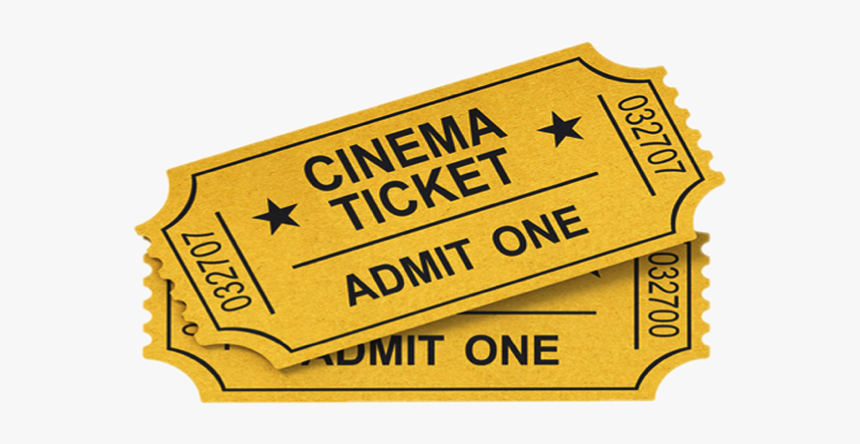 CINEMA
TICKET
ADMIT ONE
032707
032707
ADMIT ONE
032700